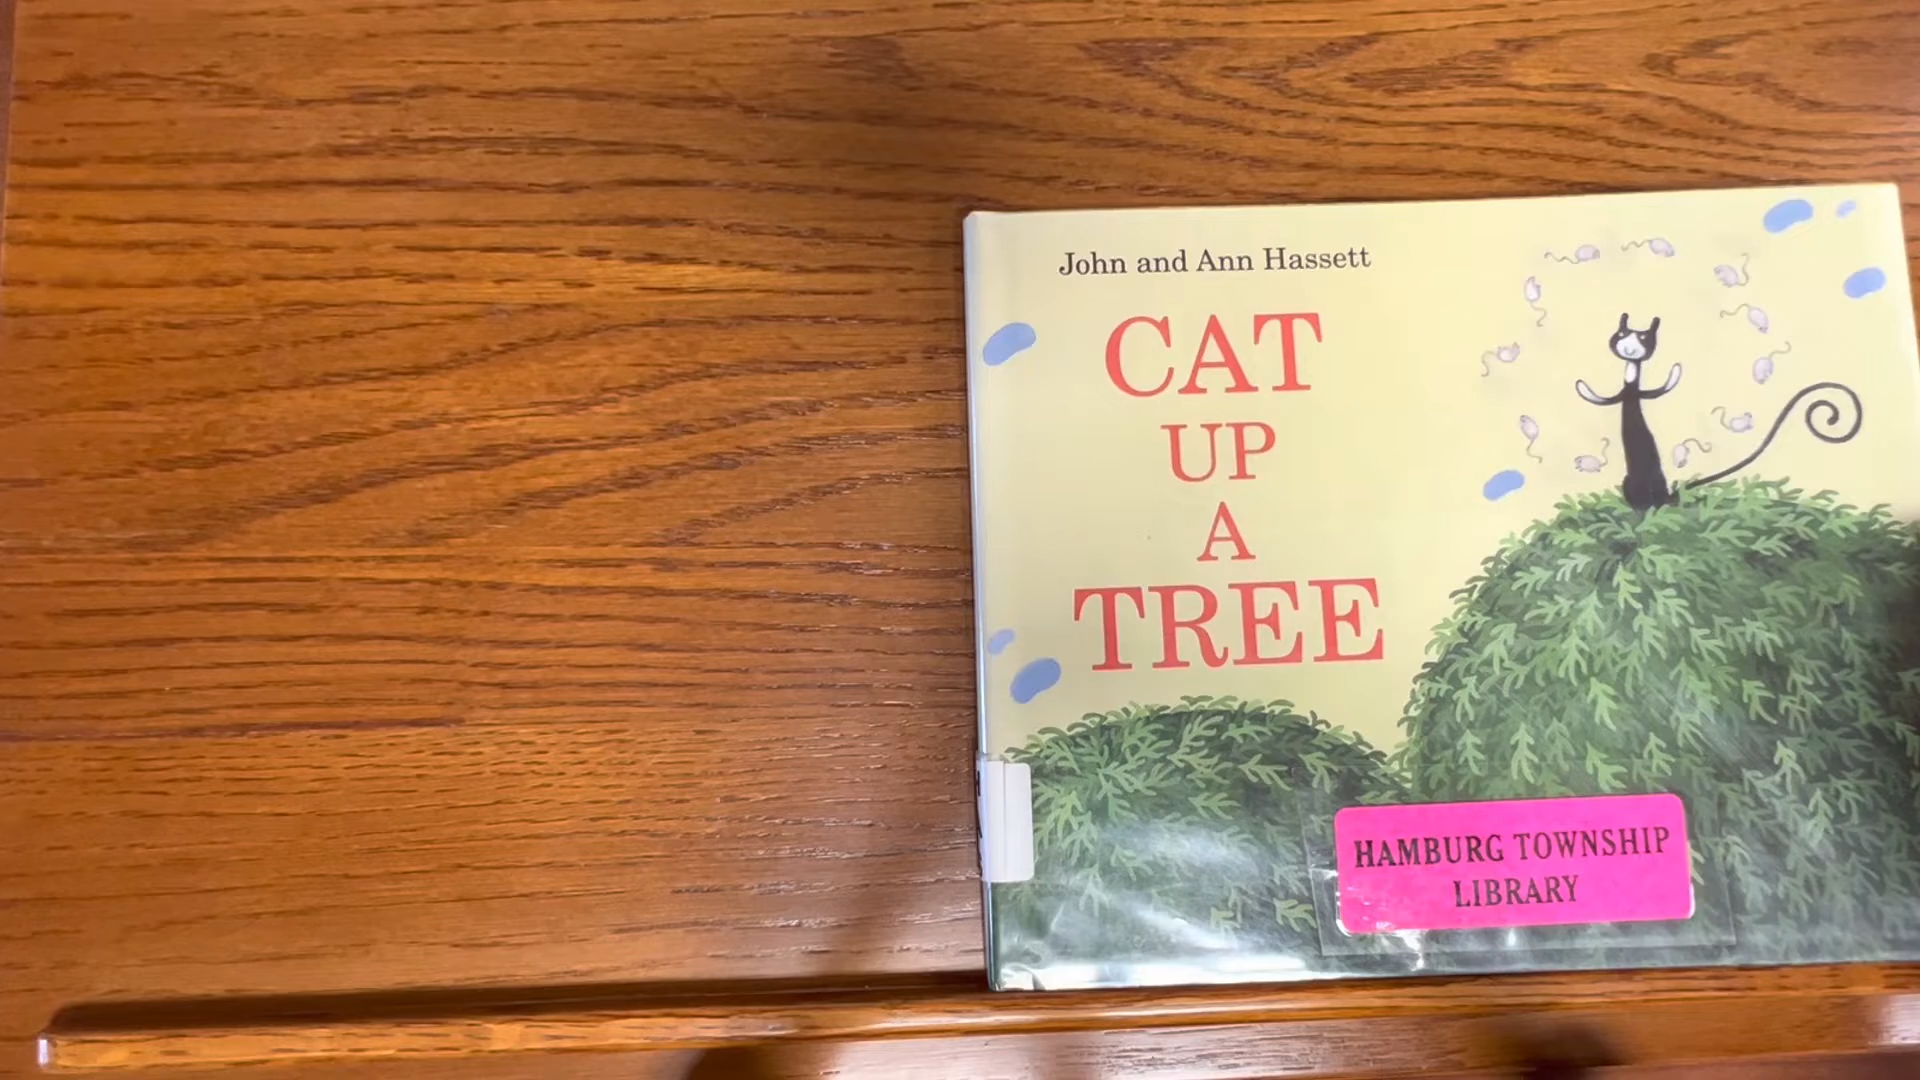 John and Ann Hassett
CAT
UP
A
TREE
HAMBURG TOWNSHIP
LIBRARY